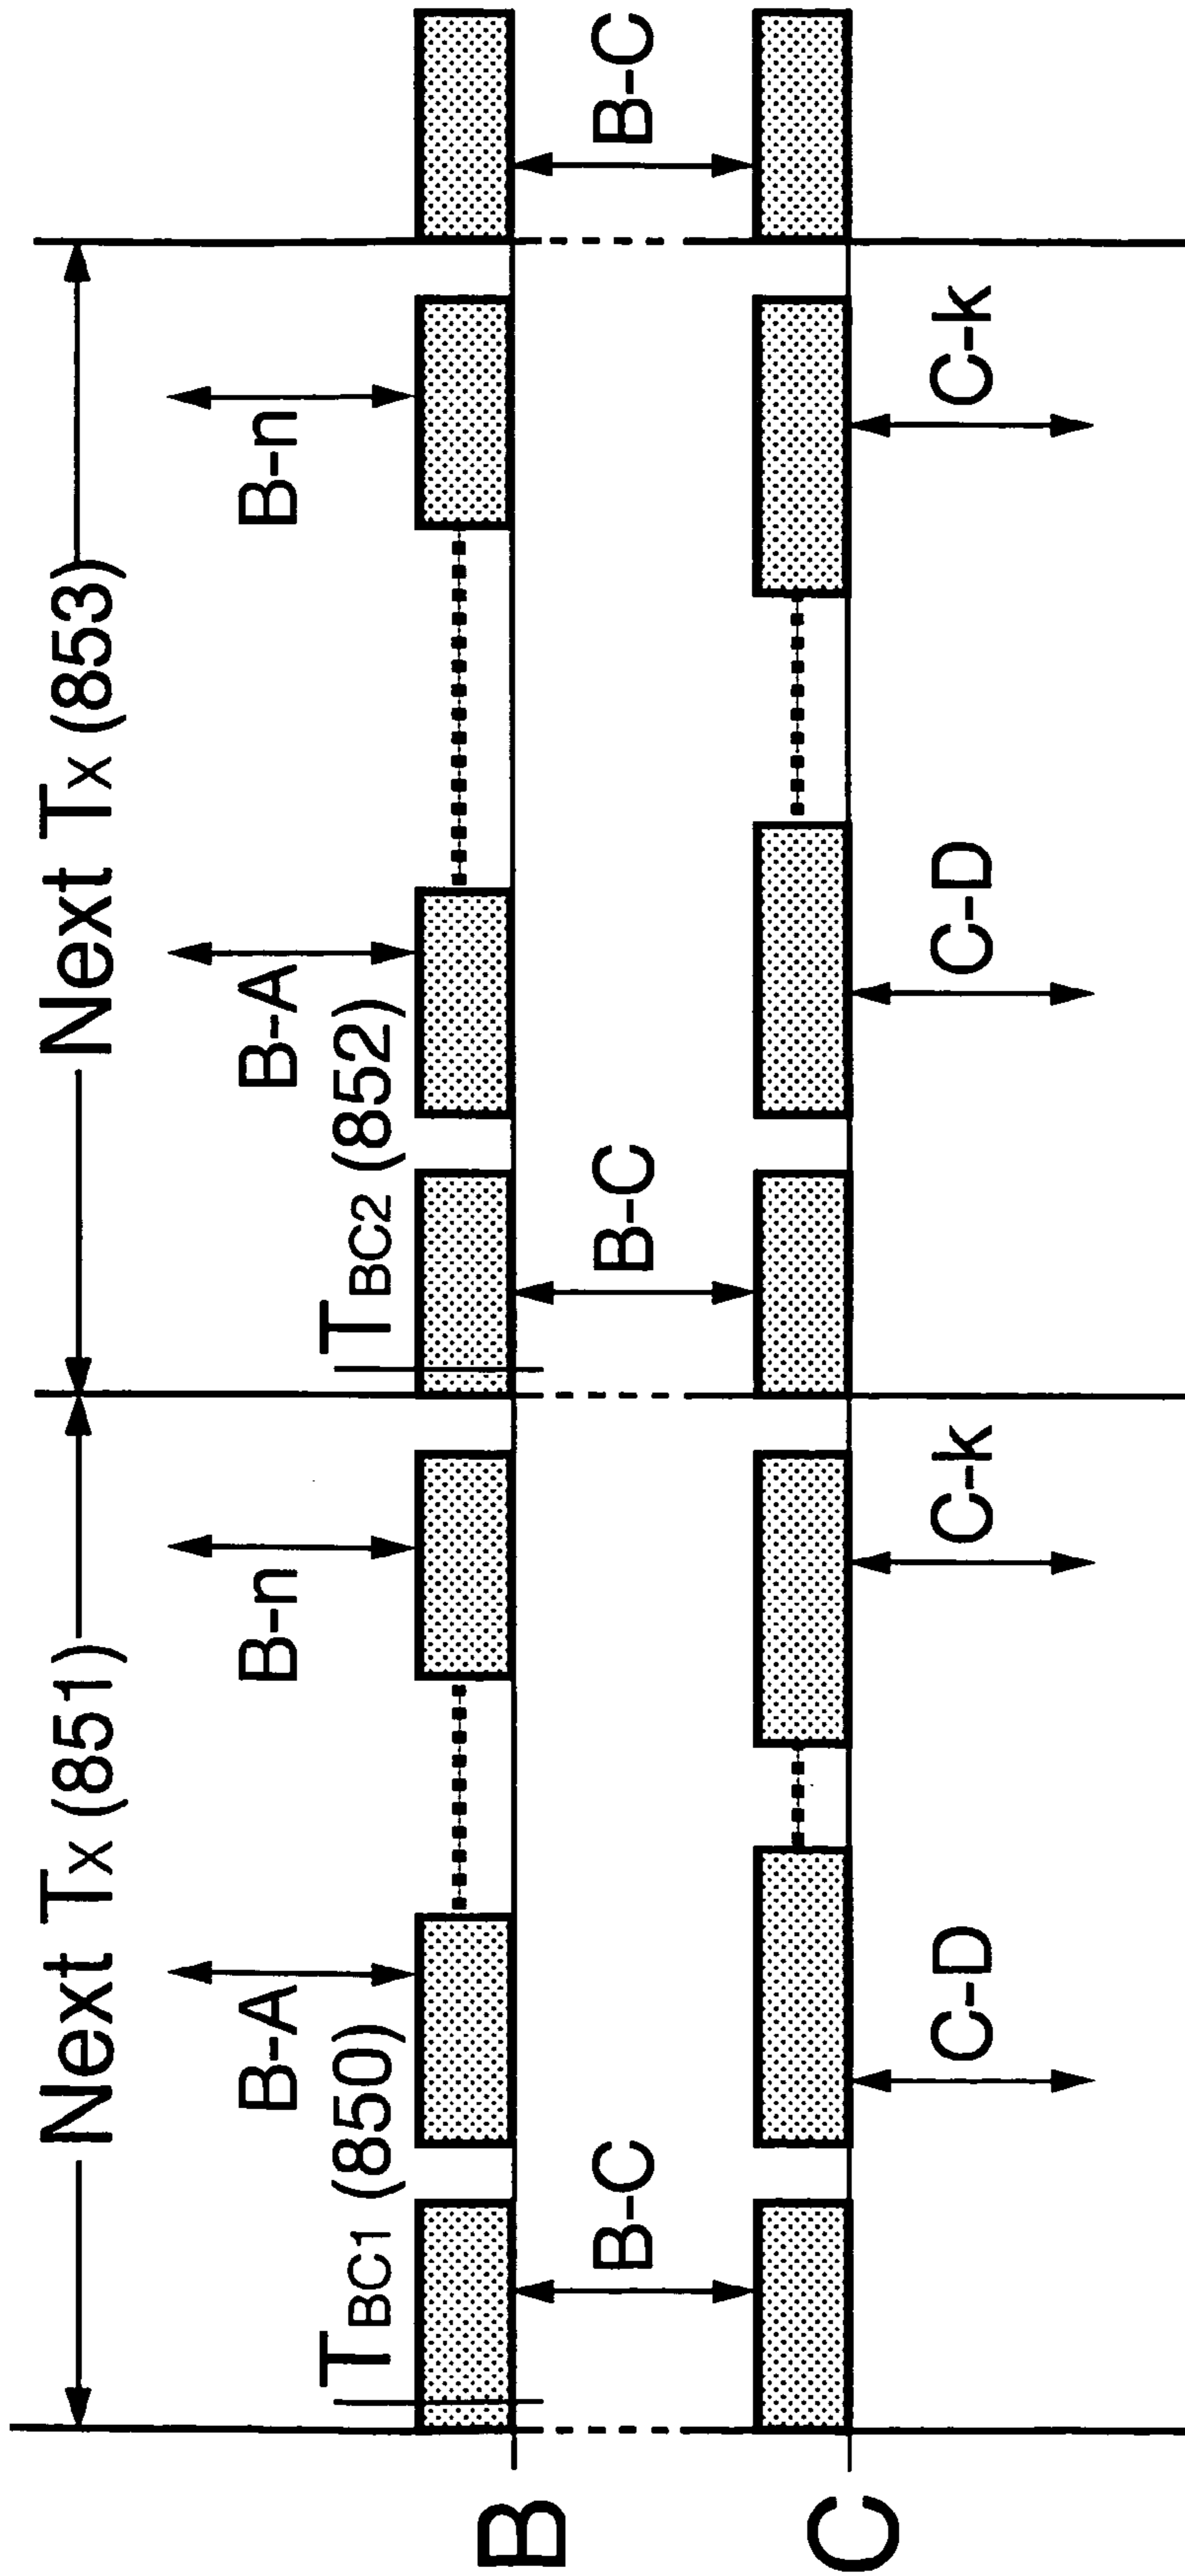 Next TX (851)
Next TX (853)
B-A
B-n
B-A
B-n
TBC1 (850)
TBC2 (852)
B
B-C
B-C
B-C
C
C-D
C-k
C-D
C-k